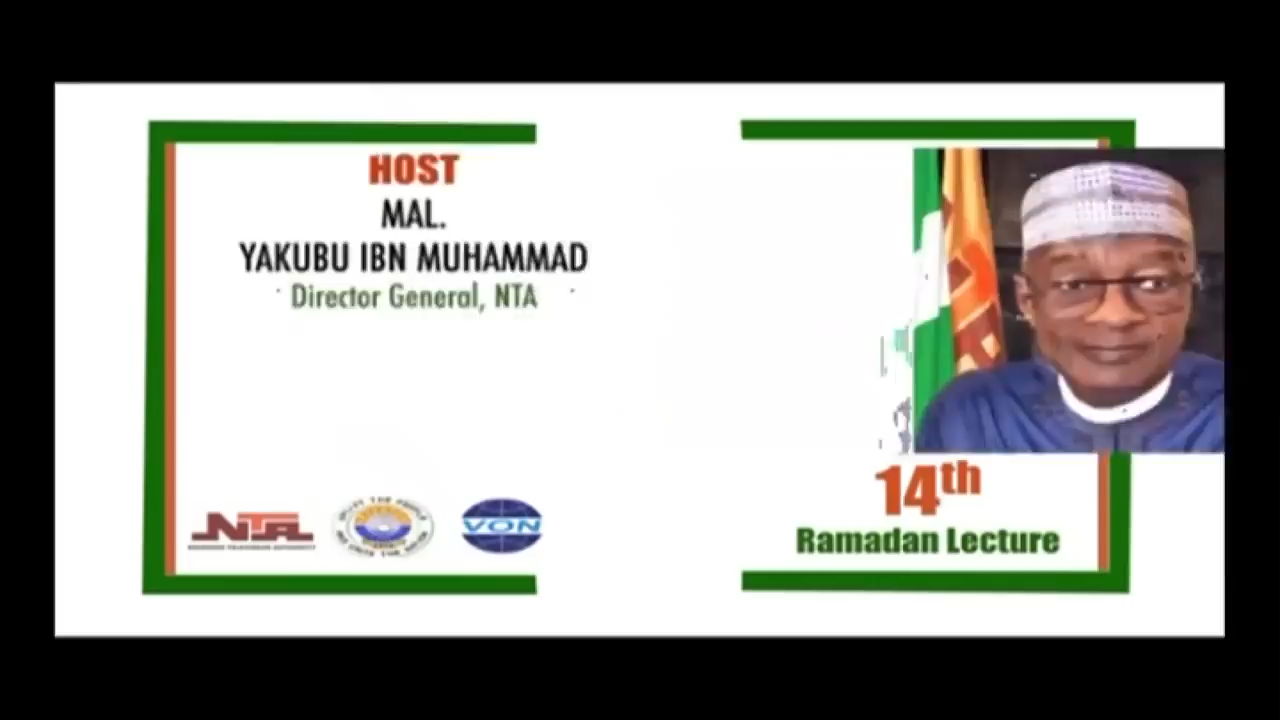 HOST
MAL.
YAKUBU IBN MUHAMMAD
Director General, NTA
NTA
VON
14th
Ramadan Lecture